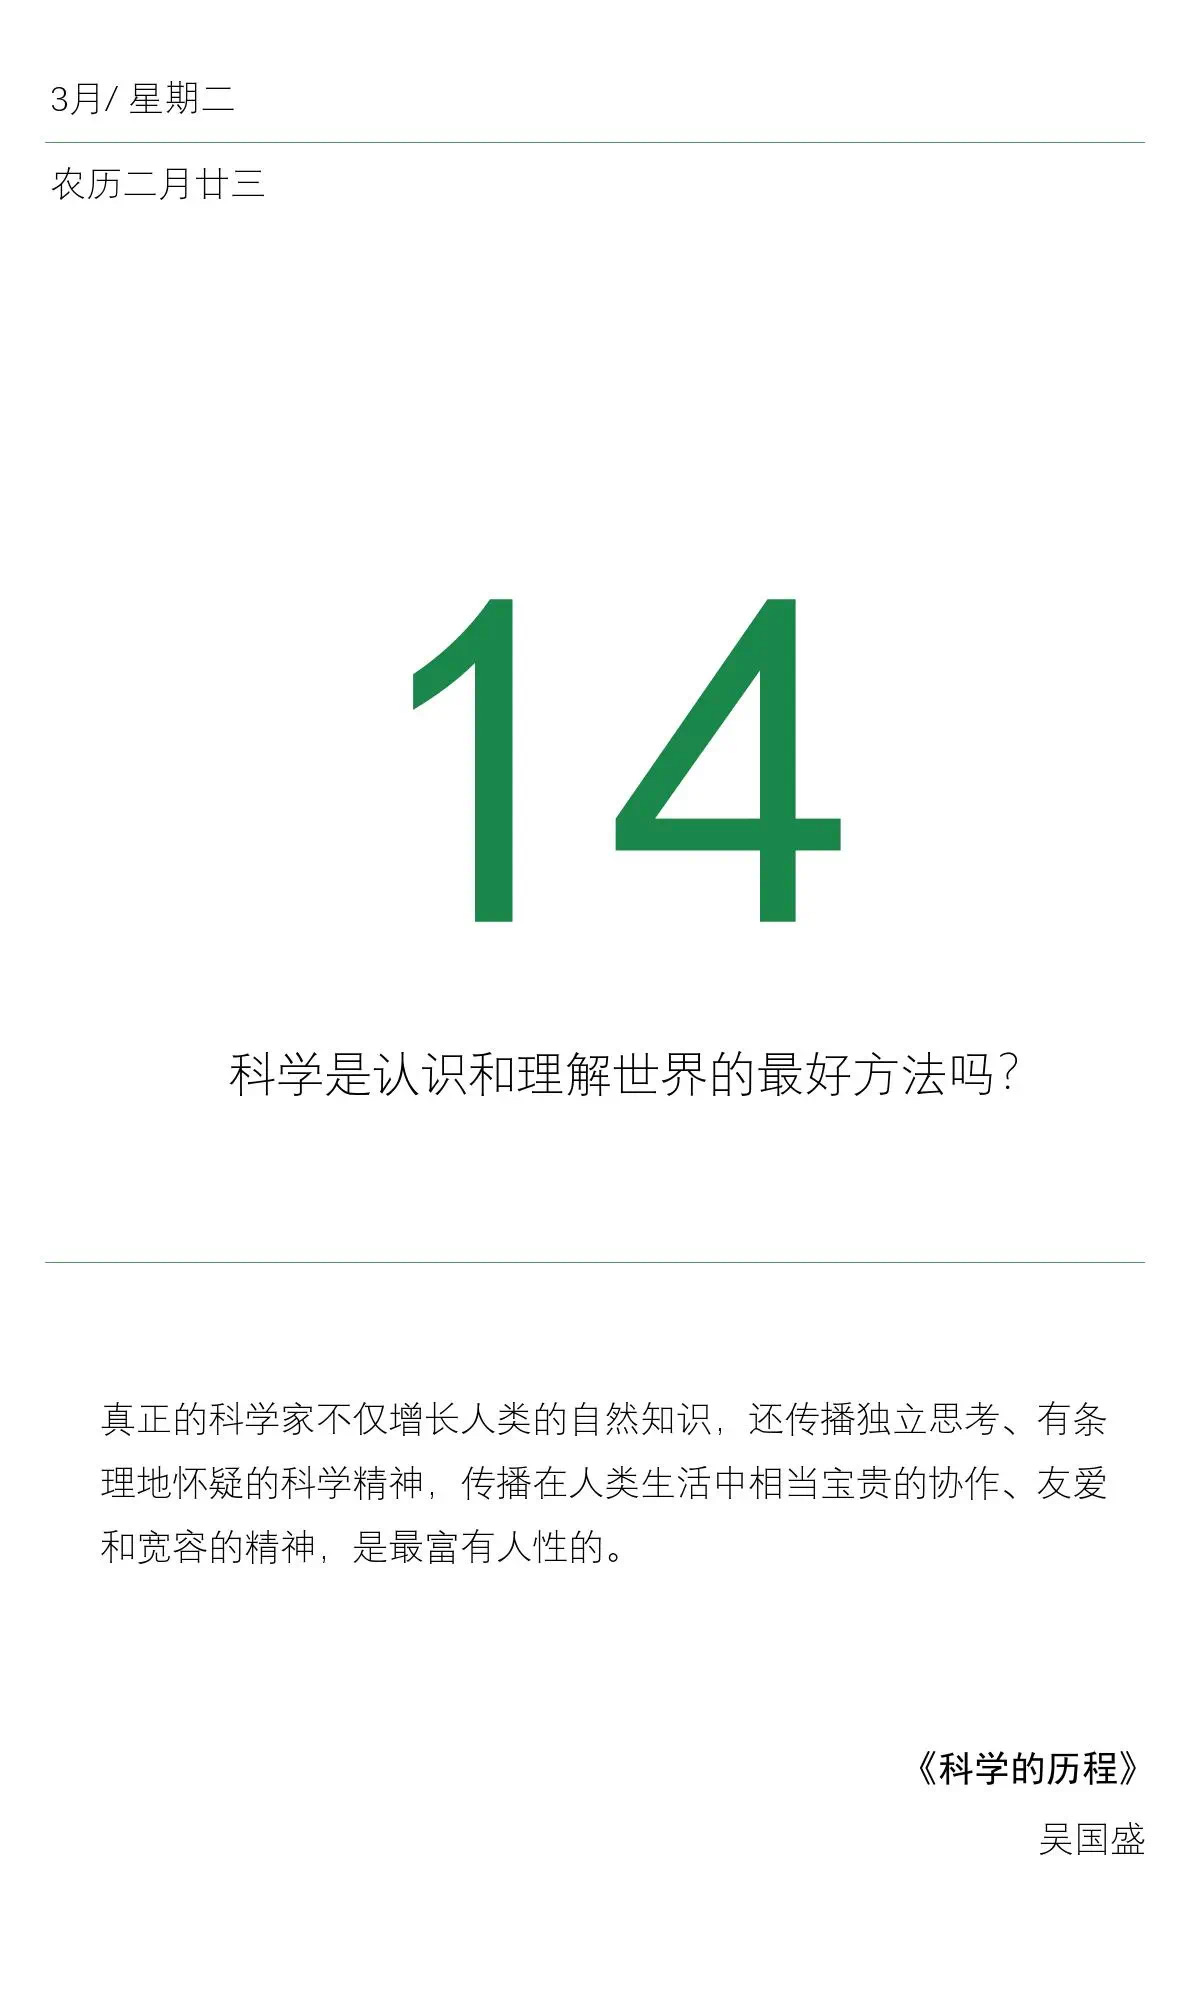 3月/ 星期二
农历二月廿三
14
科学是认识和理解世界的最好方法吗？
真正的科学家不仅增长人类的自然知识，还传播独立思考、有条
理地怀疑的科学精神，传播在人类生活中相当宝贵的协作、友爱
和宽容的精神，是最富有人性的。
《科学的历程》
吴国盛